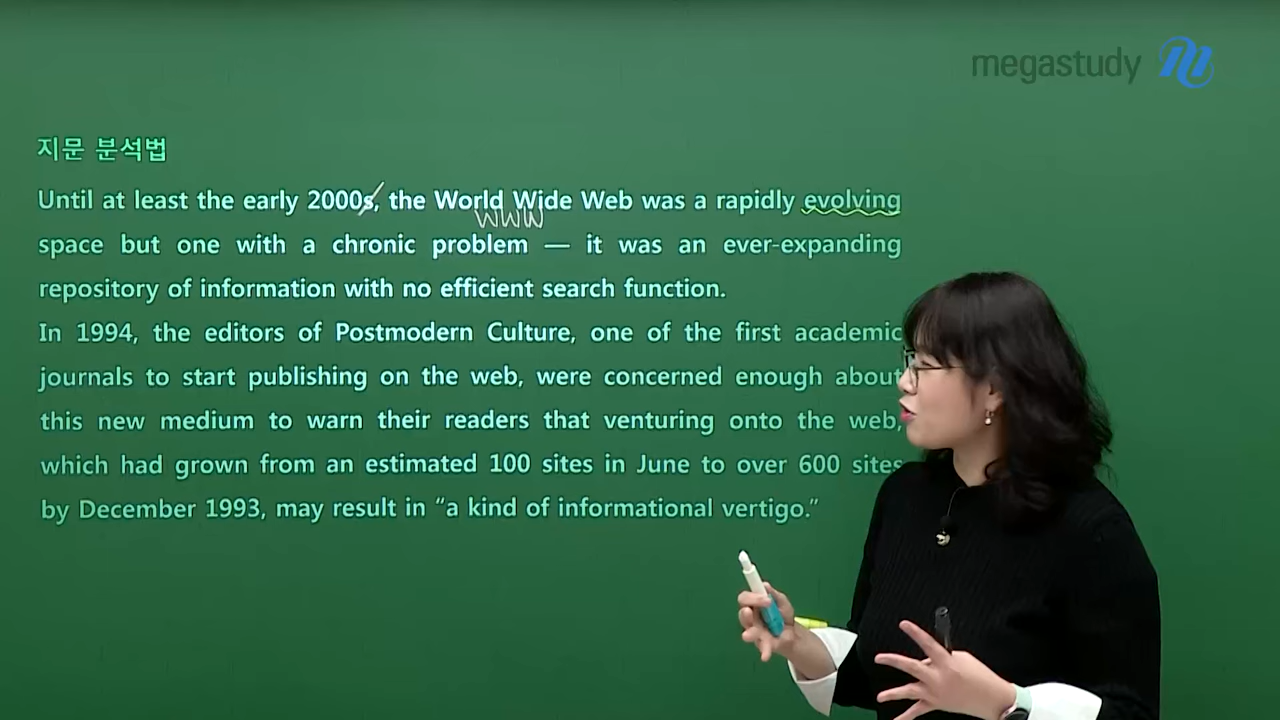 megastudy
지문 분석법
Until at least the early 2000s, the World Wide Web was a rapidly evolving
www
space but one with a chronic problem — it was an ever-expanding
repository of information with no efficient search function.
In 1994, the editors of Postmodern Culture, one of the first academic
journals to start publishing on the web, were concerned enough about
this new medium to warn their readers that venturing onto the web,
which had grown from an estimated 100 sites in June to over 600 sites
by December 1993, may result in “a kind of informational vertigo.”